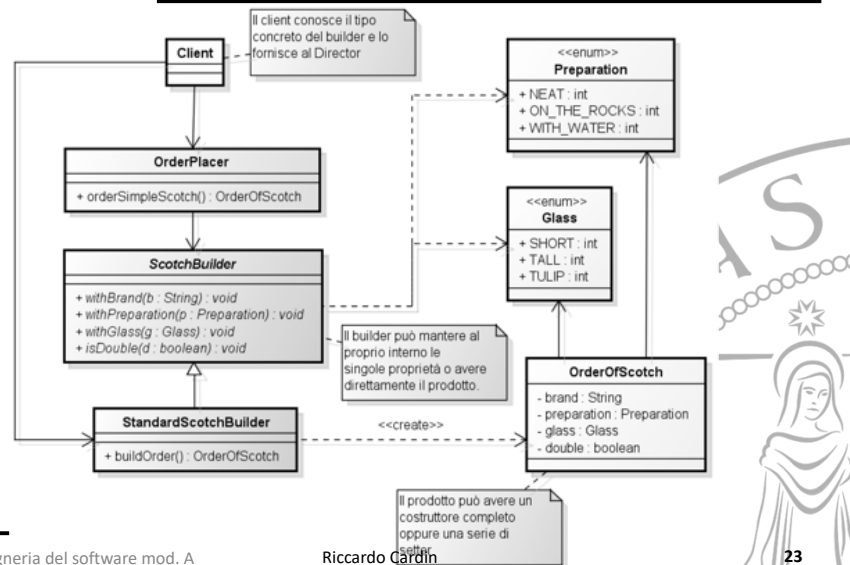 Il client conosce il tipo
concreto del builder e lo
fornisce al Director
Client
<<enum>>
Preparation
+ NEAT : int
+ ON_THE_ROCKS : int
+ WITH_WATER : int
OrderPlacer
+ orderSimpleScotch() : OrderOfScotch
<<enum>>
Glass
+ SHORT : int
+ TALL : int
+ TULIP : int
ScotchBuilder
+ withBrand(b : String) : void
+ withPreparation(p : Preparation) : void
+ withGlass(g : Glass) : void
+ isDouble(d : boolean) : void
Il builder può mantere al
proprio interno le
singole proprietà o avere
direttamente il prodotto.
OrderOfScotch
- brand : String
- preparation : Preparation
- glass : Glass
- double : boolean
StandardScotchBuilder
+ buildOrder() : OrderOfScotch
<<create>>
Il prodotto può avere un
costruttore completo
oppure una serie di
setter
gneria del software mod. A
Riccardo Cardin
23
AS